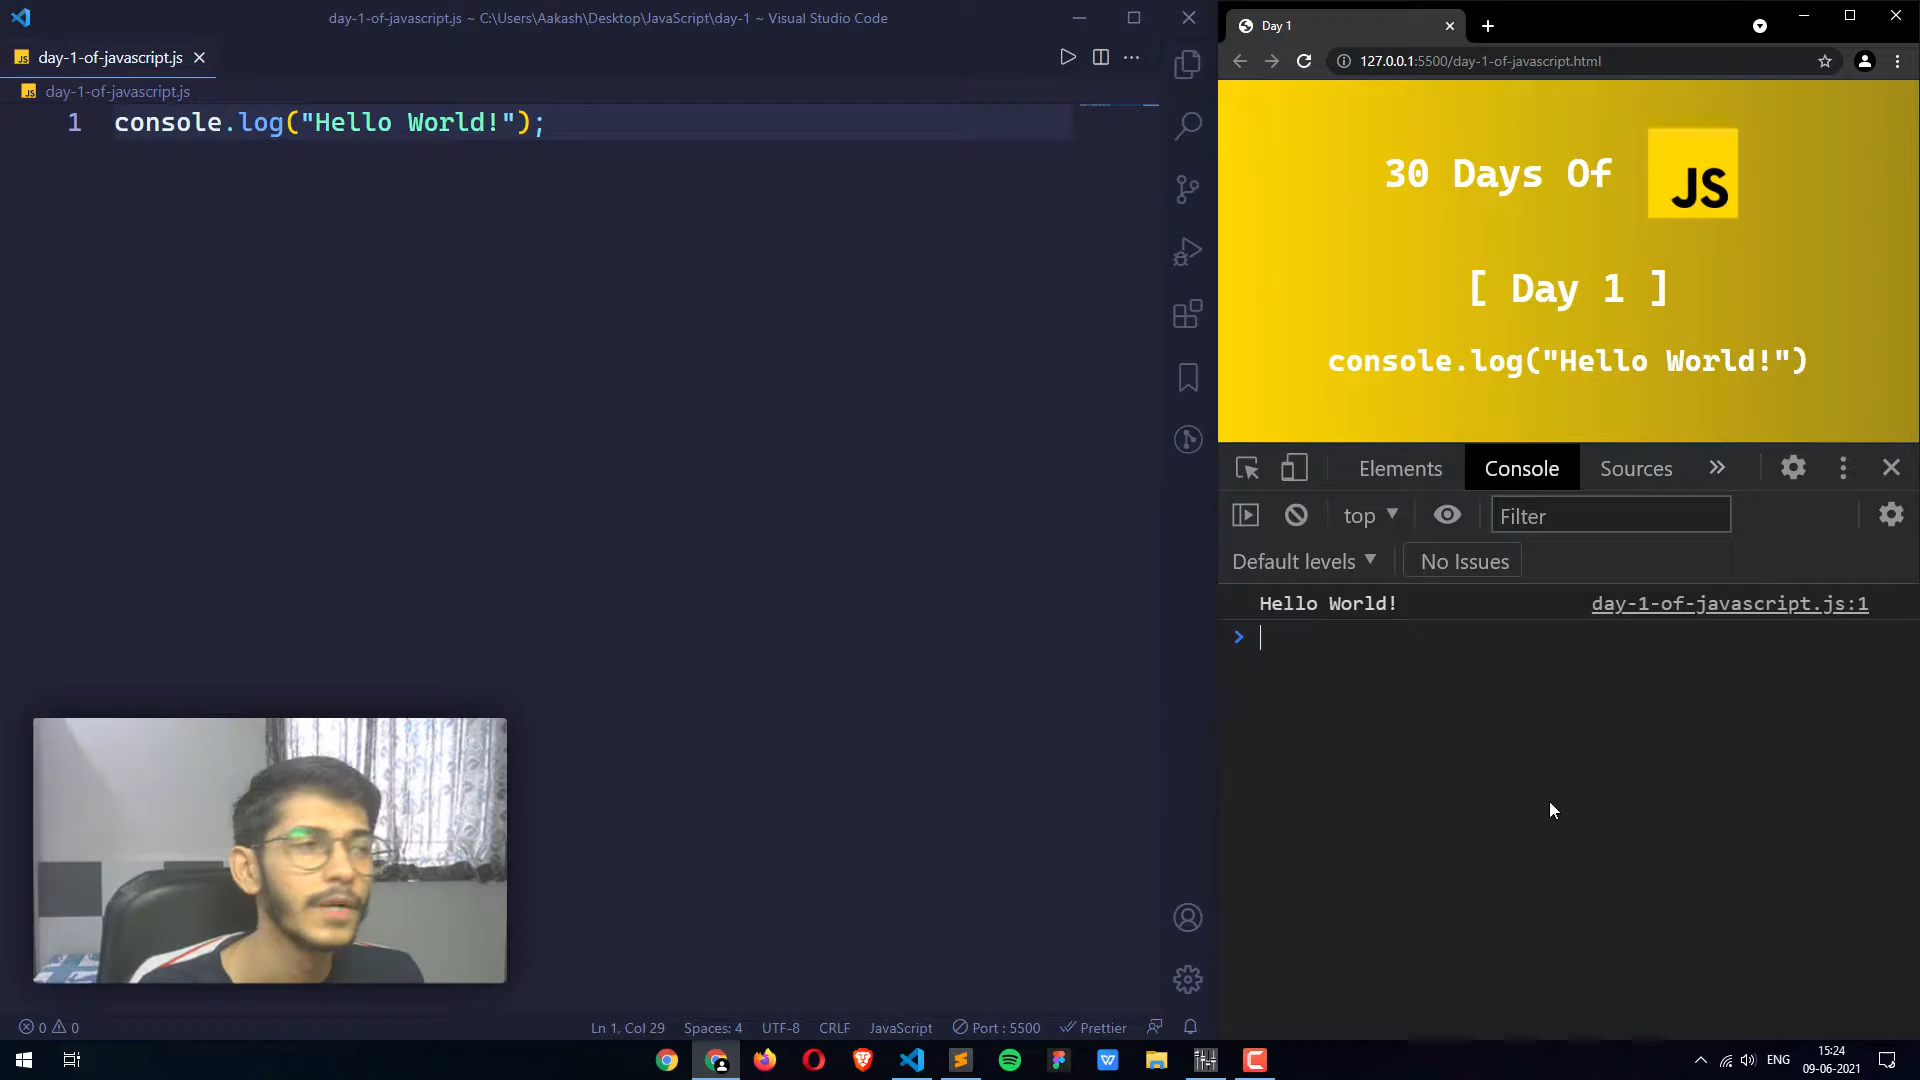 day-1-of-javascript.js ~ C:\Users\Aakash\Desktop\JavaScript\day-1 ~ Visual Studio Code
JS day-1-of-javascript.js
JS day-1-of-javascript.js
1 console.log("Hello World!");
Ln 1, Col 29 Spaces: 4 UTF-8 CRLF JavaScript Port : 5500 Prettier
0 0
Day 1
127.0.0.1:5500/day-1-of-javascript.html
30 Days Of JS
[ Day 1 ]
console.log("Hello World!")
Elements Console Sources
top Filter
Default levels No Issues
Hello World! day-1-of-javascript.js:1
ENG 15:24
09-06-2021